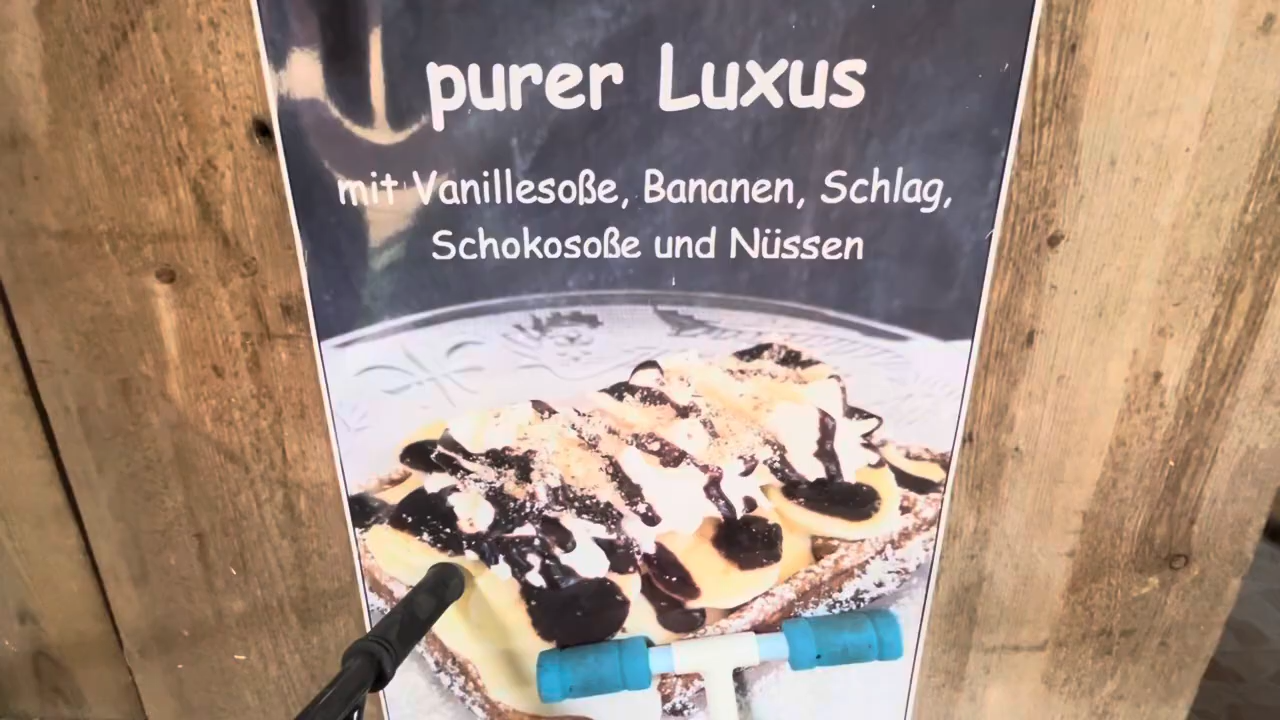 purer Luxus
mit Vanillesoße, Bananen, Schlag,
Schokosoße und Nüssen